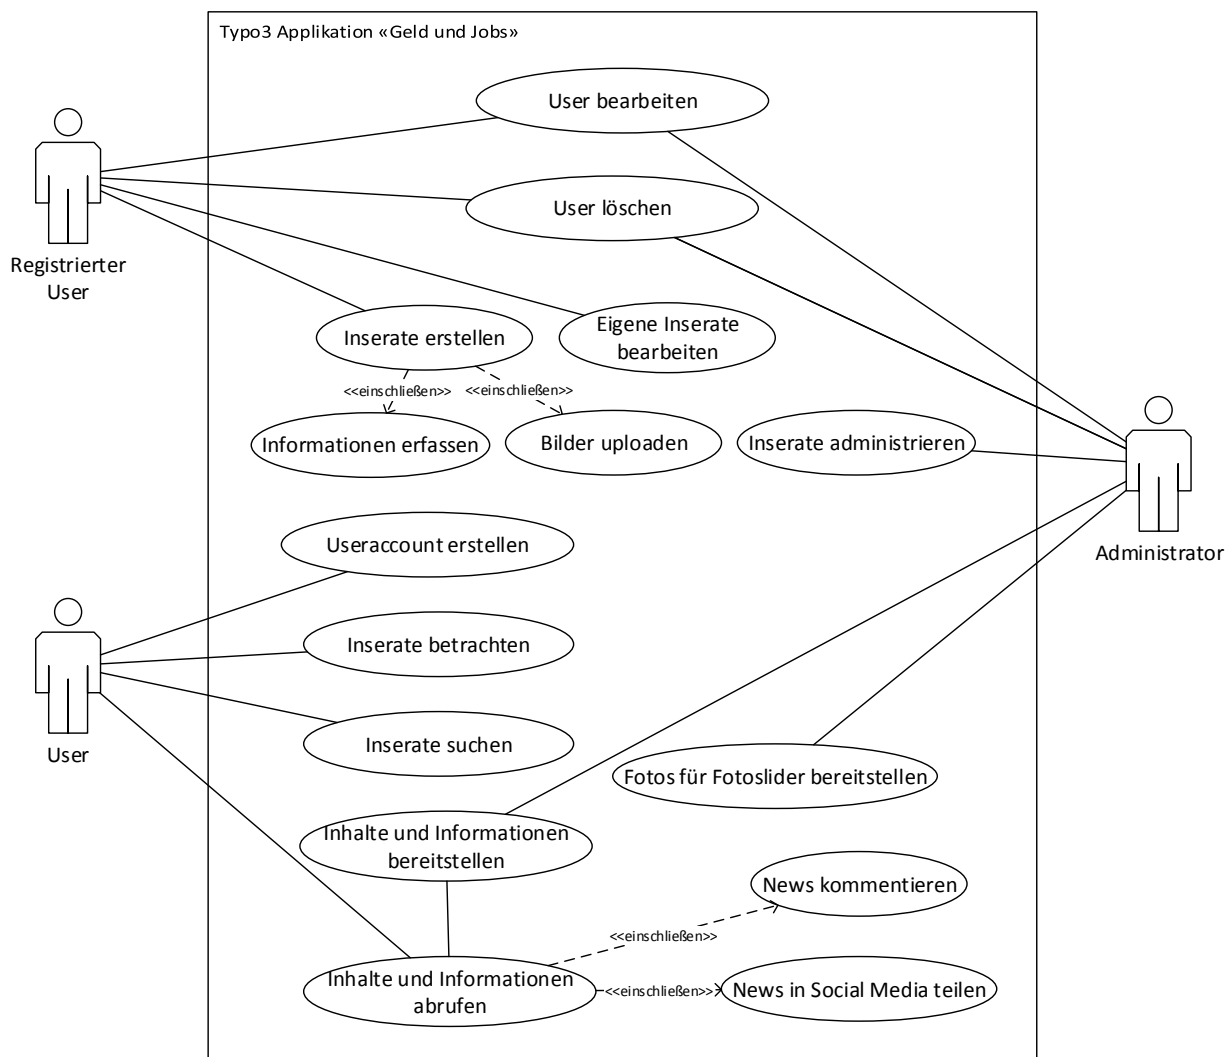 Typo3 Applikation «Geld und Jobs»
User bearbeiten
User löschen
Registrierter
User
Inserate erstellen
Eigene Inserate
bearbeiten
<<einschließen>>
<<einschließen>>
Informationen erfassen
Bilder uploaden
Inserate administrieren
Administrator
Useraccount erstellen
Inserate betrachten
User
Inserate suchen
Fotos für Fotoslider bereitstellen
Inhalte und Informationen
bereitstellen
News kommentieren
<<einschließen>>
Inhalte und Informationen
abrufen
<<einschließen>>
News in Social Media teilen